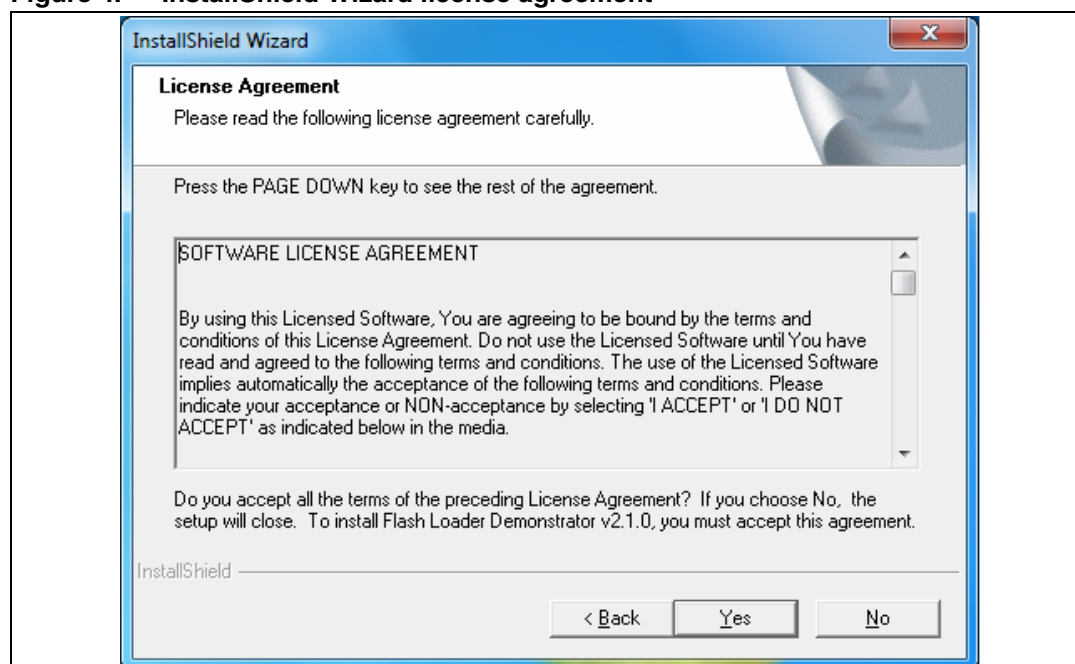 Figure 4. InstallShield Wizard license agreement
InstallShield Wizard
License Agreement
Please read the following license agreement carefully.
Press the PAGE DOWN key to see the rest of the agreement.
SOFTWARE LICENSE AGREEMENT
By using this Licensed Software, You are agreeing to be bound by the terms and
conditions of this License Agreement. Do not use the Licensed Software until You have
read and agreed to the following terms and conditions. The use of the Licensed Software
implies automatically the acceptance of the following terms and conditions. Please
indicate your acceptance or NON-acceptance by selecting 'I ACCEPT' or 'I DO NOT
ACCEPT' as indicated below in the media.
Do you accept all the terms of the preceding License Agreement? If you choose No, the
setup will close. To install Flash Loader Demonstrator v2.1.0, you must accept this agreement.
InstallShield
< Back
Yes
No